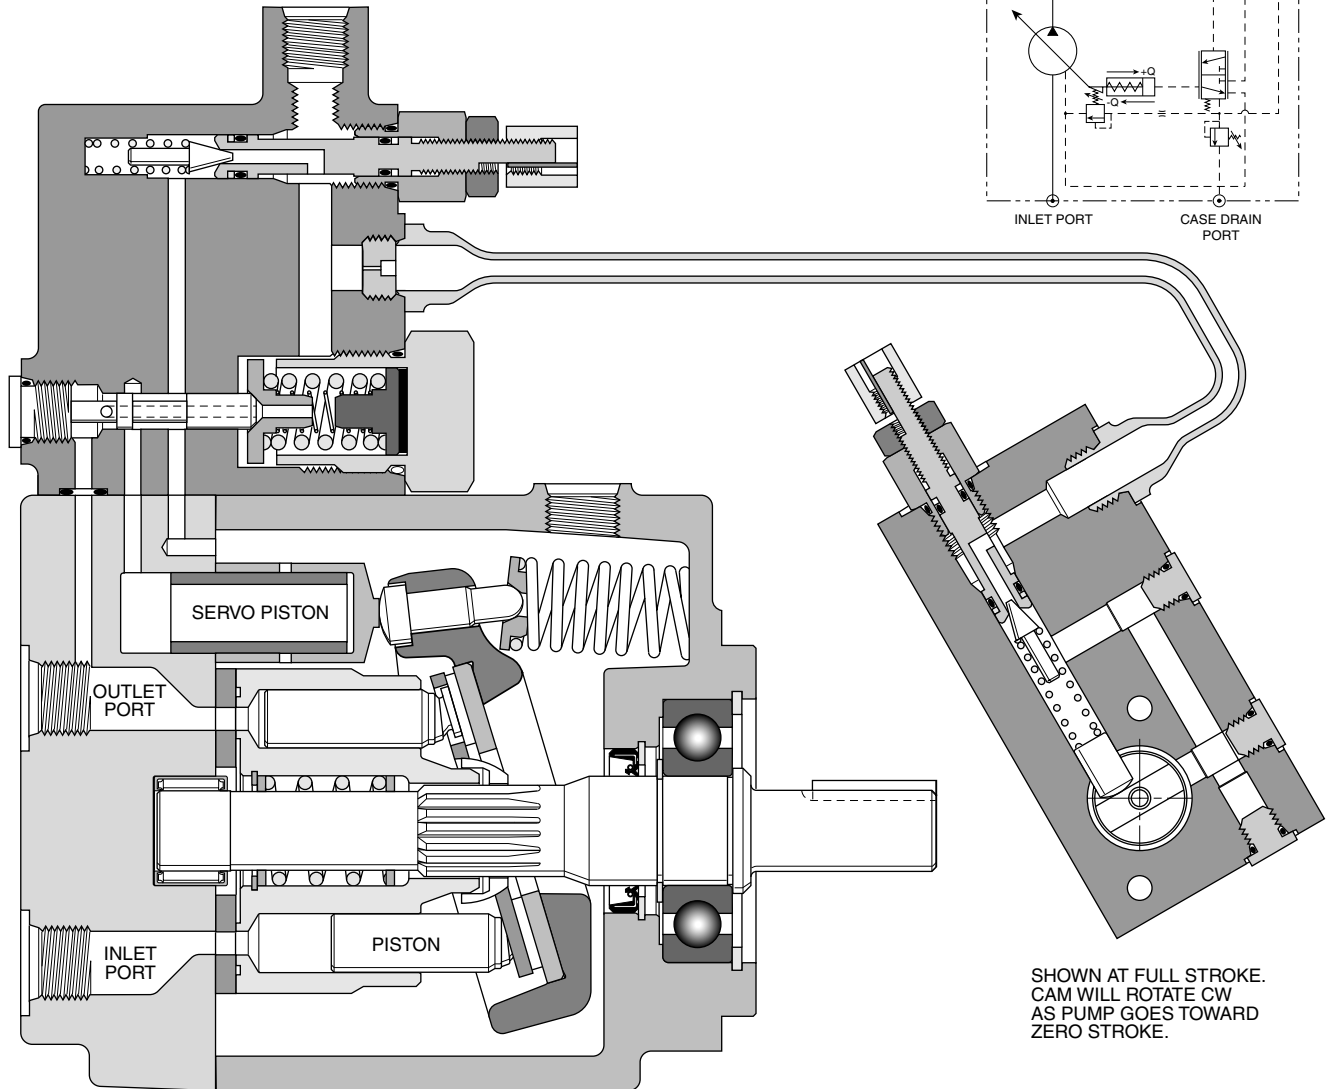 +Q
-Q
INLET PORT
CASE DRAIN
PORT
SERVO PISTON
OUTLET
PORT
INLET
PORT
PISTON
SHOWN AT FULL STROKE.
CAM WILL ROTATE CW
AS PUMP GOES TOWARD
ZERO STROKE.